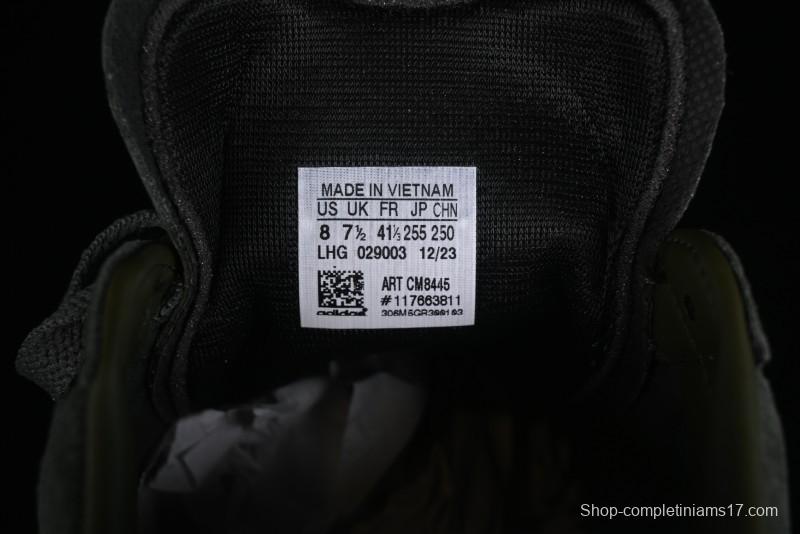 MADE IN VIETNAM
US UK FR JP CHN
8 7½ 41⅓ 255 250
LHG 029003 12/23
ART CM8445
#117663811
adidas
Shop-completiniams17.com